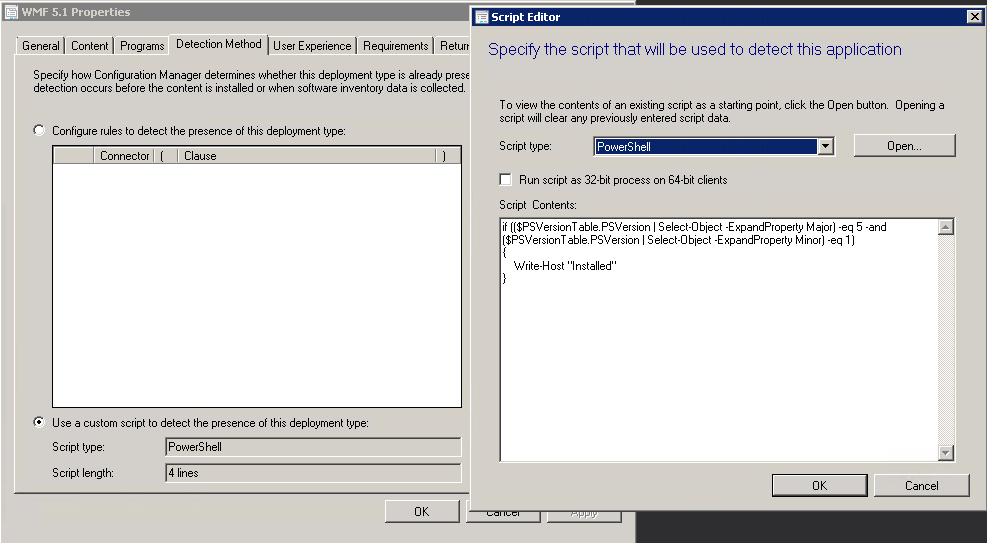 WMF 5.1 Properties
General
Content
Programs
Detection Method
User Experience
Requirements
Return
Specify how Configuration Manager determines whether this deployment type is already prese
detection occurs before the content is installed or when software inventory data is collected.
Configure rules to detect the presence of this deployment type:
Connector ( Clause )
Use a custom script to detect the presence of this deployment type:
Script type: PowerShell
Script length: 4 lines
OK Cancel Apply
Script Editor
Specify the script that will be used to detect this application
To view the contents of an existing script as a starting point, click the Open button. Opening a
script will clear any previously entered script data.
Script type: PowerShell Open...
Run script as 32-bit process on 64-bit clients
Script Contents:
if (($PSVersionTable.PSVersion | Select-Object -ExpandProperty Major) -eq 5 -and
($PSVersionTable.PSVersion | Select-Object -ExpandProperty Minor) -eq 1)
{
Write-Host "Installed"
}
OK Cancel